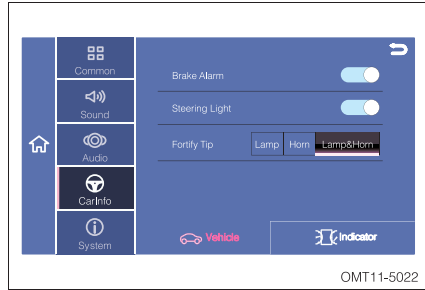 Common
Brake Alarm
Sound
Steering Light
Audio
Fortify Tip Lamp Horn Lamp&Horn
CarInfo
System
Vehicle Indicator
OMT11-5022